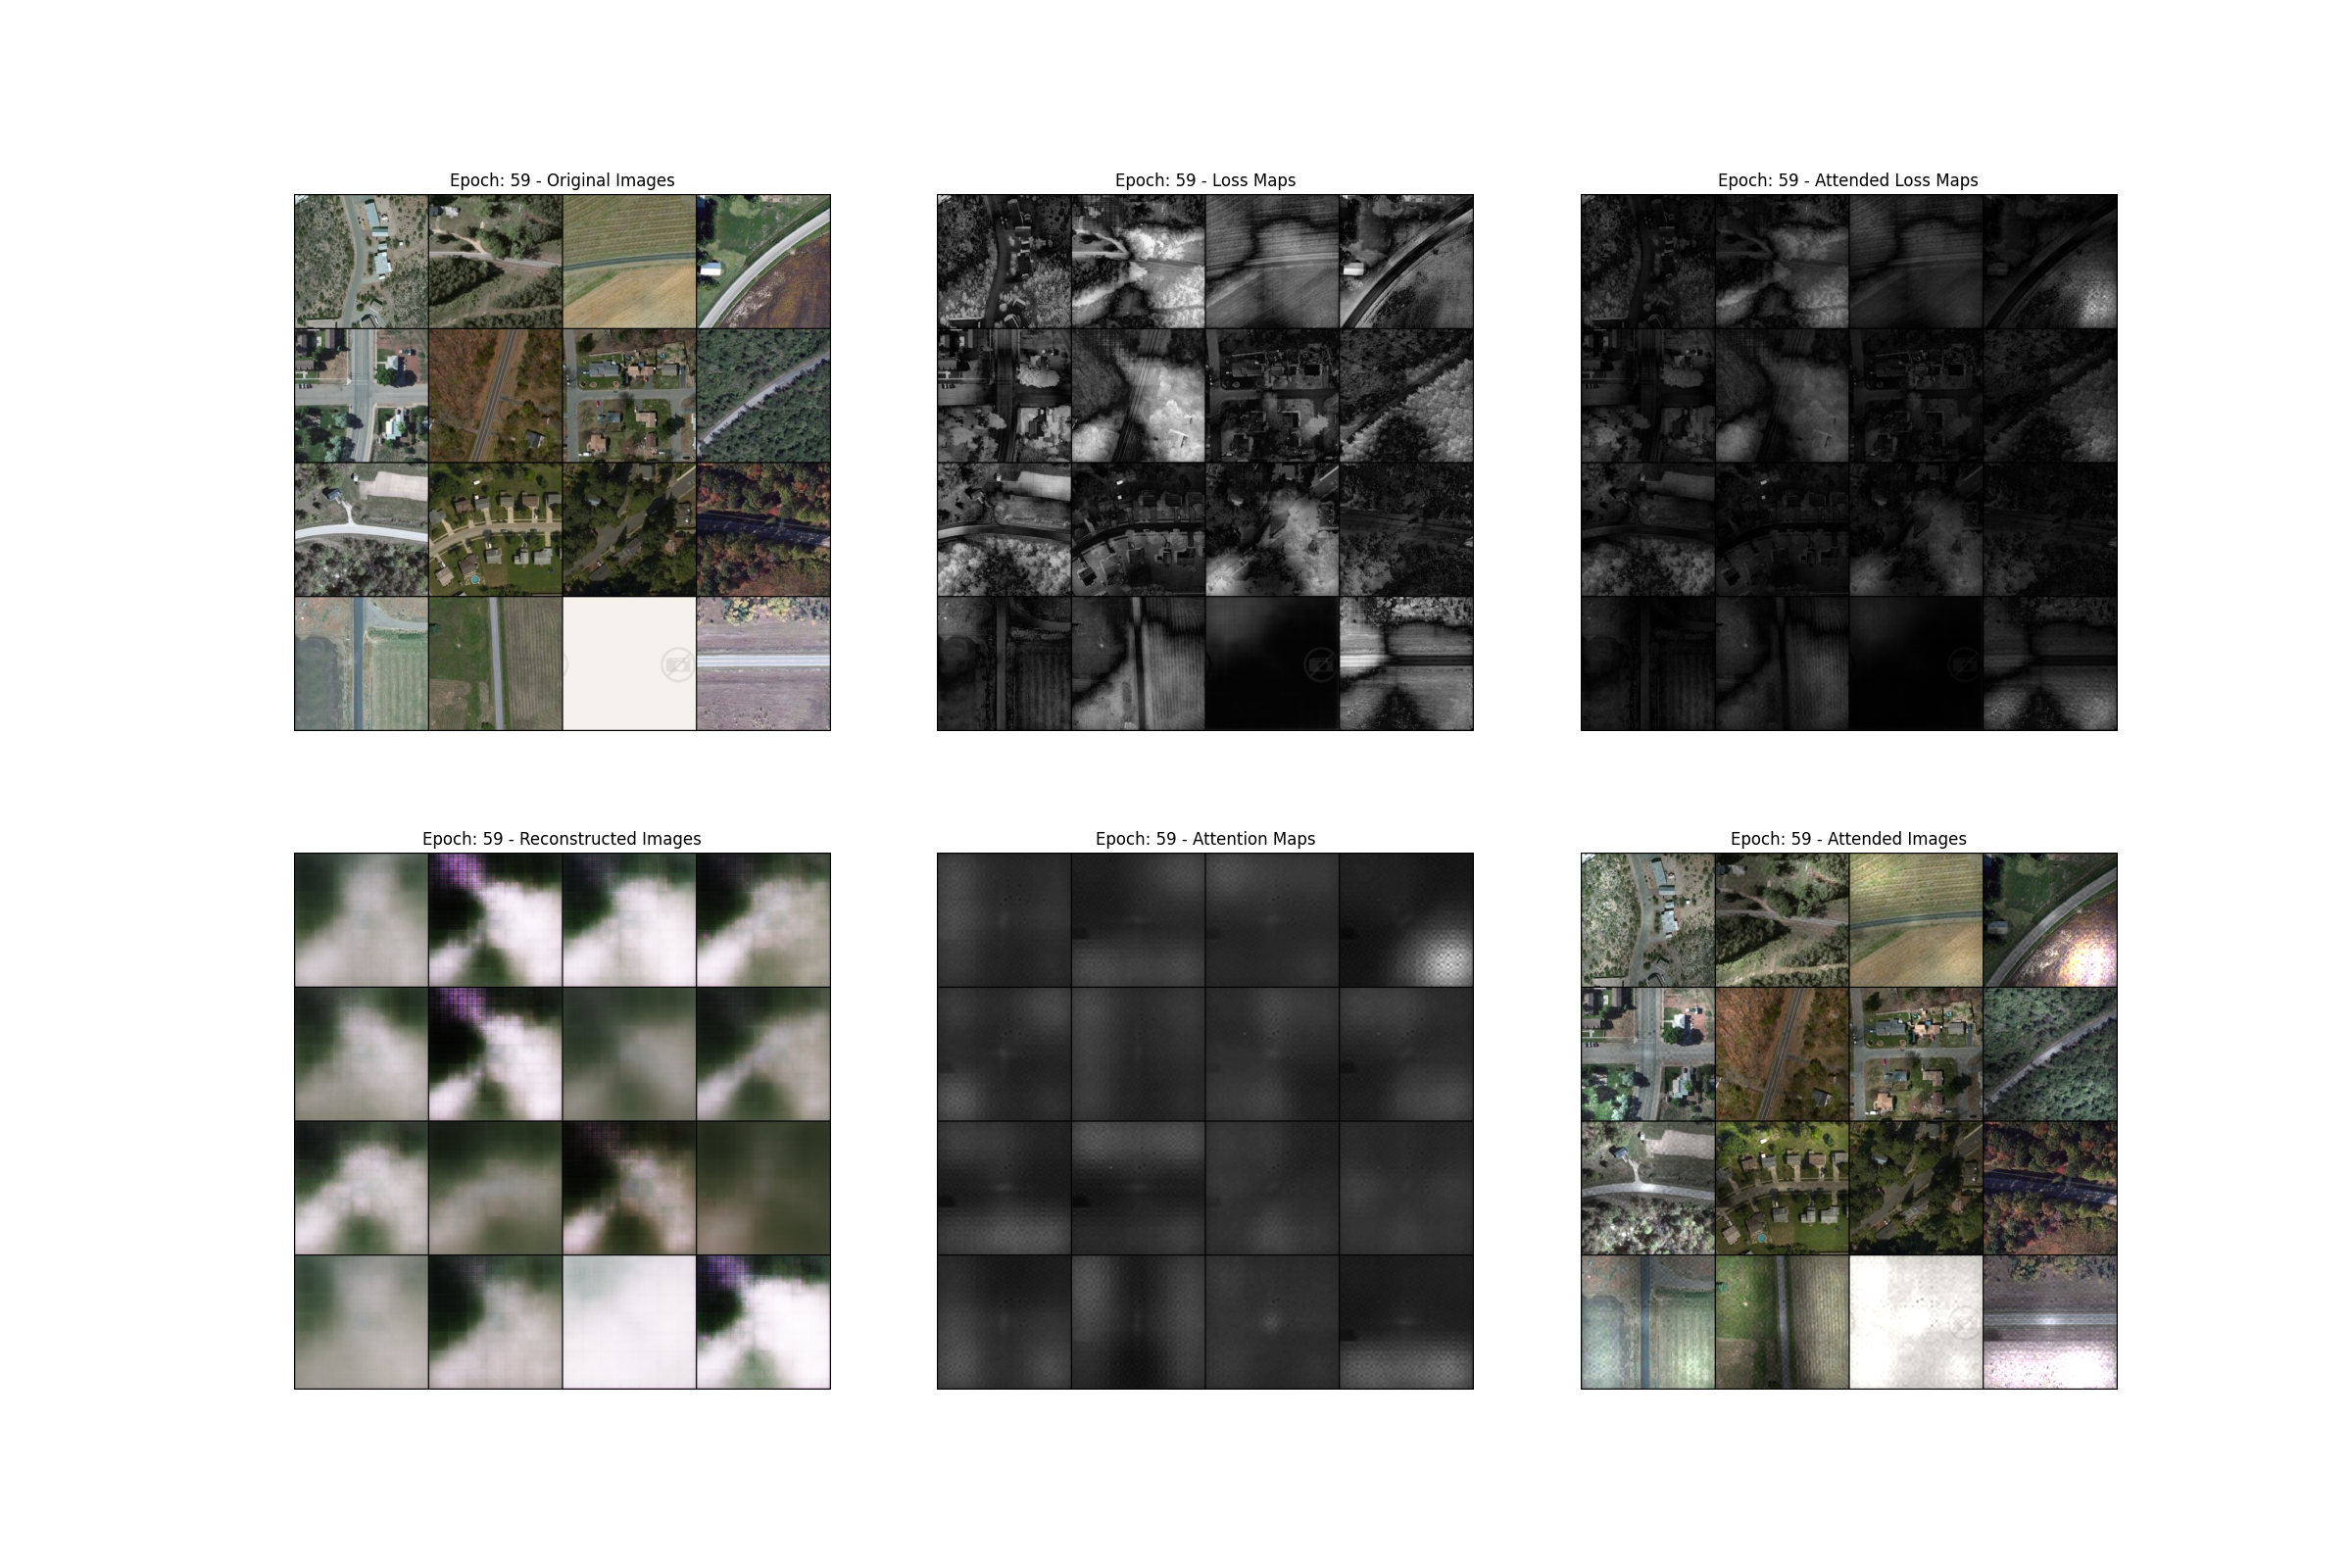 Epoch: 59 - Original Images
Epoch: 59 - Loss Maps
Epoch: 59 - Attended Loss Maps
Epoch: 59 - Reconstructed Images
Epoch: 59 - Attention Maps
Epoch: 59 - Attended Images